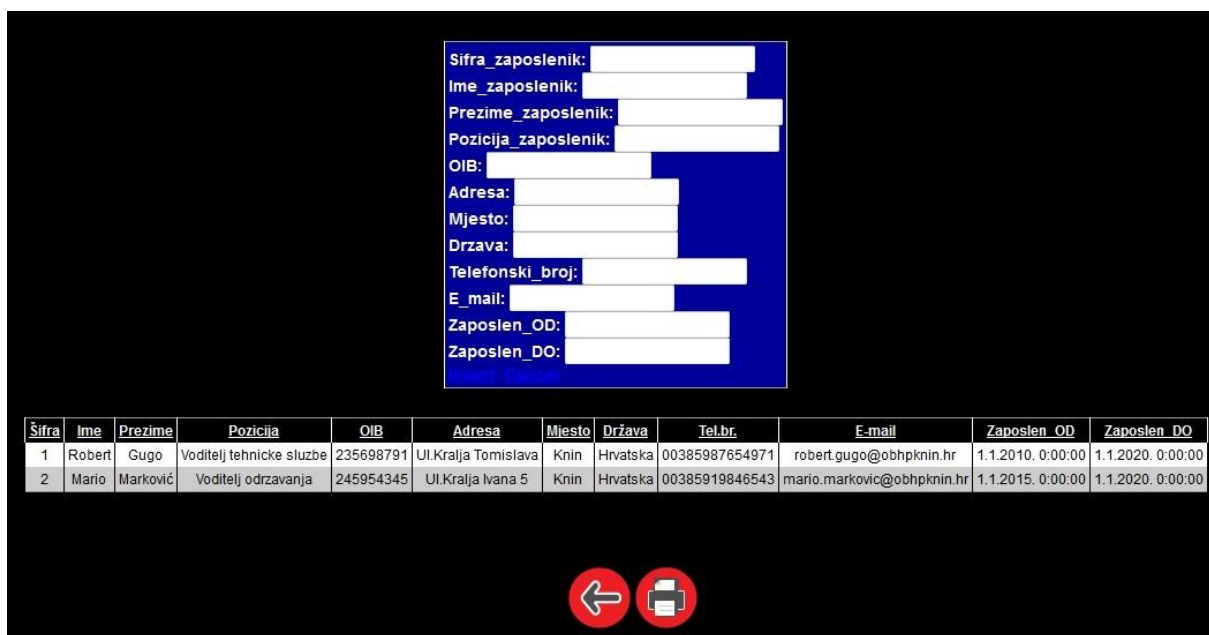 Sifra_zaposlenik:
Ime_zaposlenik:
Prezime_zaposlenik:
Pozicija_zaposlenik:
OIB:
Adresa:
Mjesto:
Drzava:
Telefonski_broj:
E_mail:
Zaposlen_OD:
Zaposlen_DO:
Insert Cancel
Šifra Ime Prezime Pozicija OIB Adresa Mjesto Država Tel.br. E-mail Zaposlen_OD Zaposlen_DO
1 Robert Gugo Voditelj tehnicke sluzbe 235698791 Ul.Kralja Tomislava Knin Hrvatska 00385987654971 robert.gugo@obhpknin.hr 1.1.2010. 0:00:00 1.1.2020. 0:00:00
2 Mario Marković Voditelj odrzavanja 245954345 Ul.Kralja Ivana 5 Knin Hrvatska 00385919846543 mario.markovic@obhpknin.hr 1.1.2015. 0:00:00 1.1.2020. 0:00:00